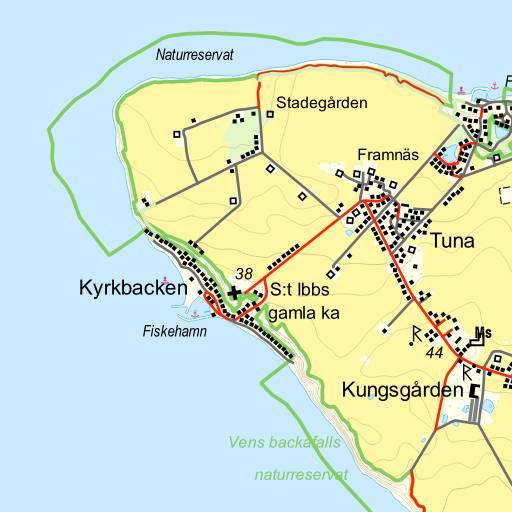 Naturreservat
F
Stadegården
Framnäs
Tuna
38
Kyrkbacken
S:t Ibbs
gamla ka
Fiskehamn
Ms
R
44
R
Kungsgården
Vens backafalls
naturreservat